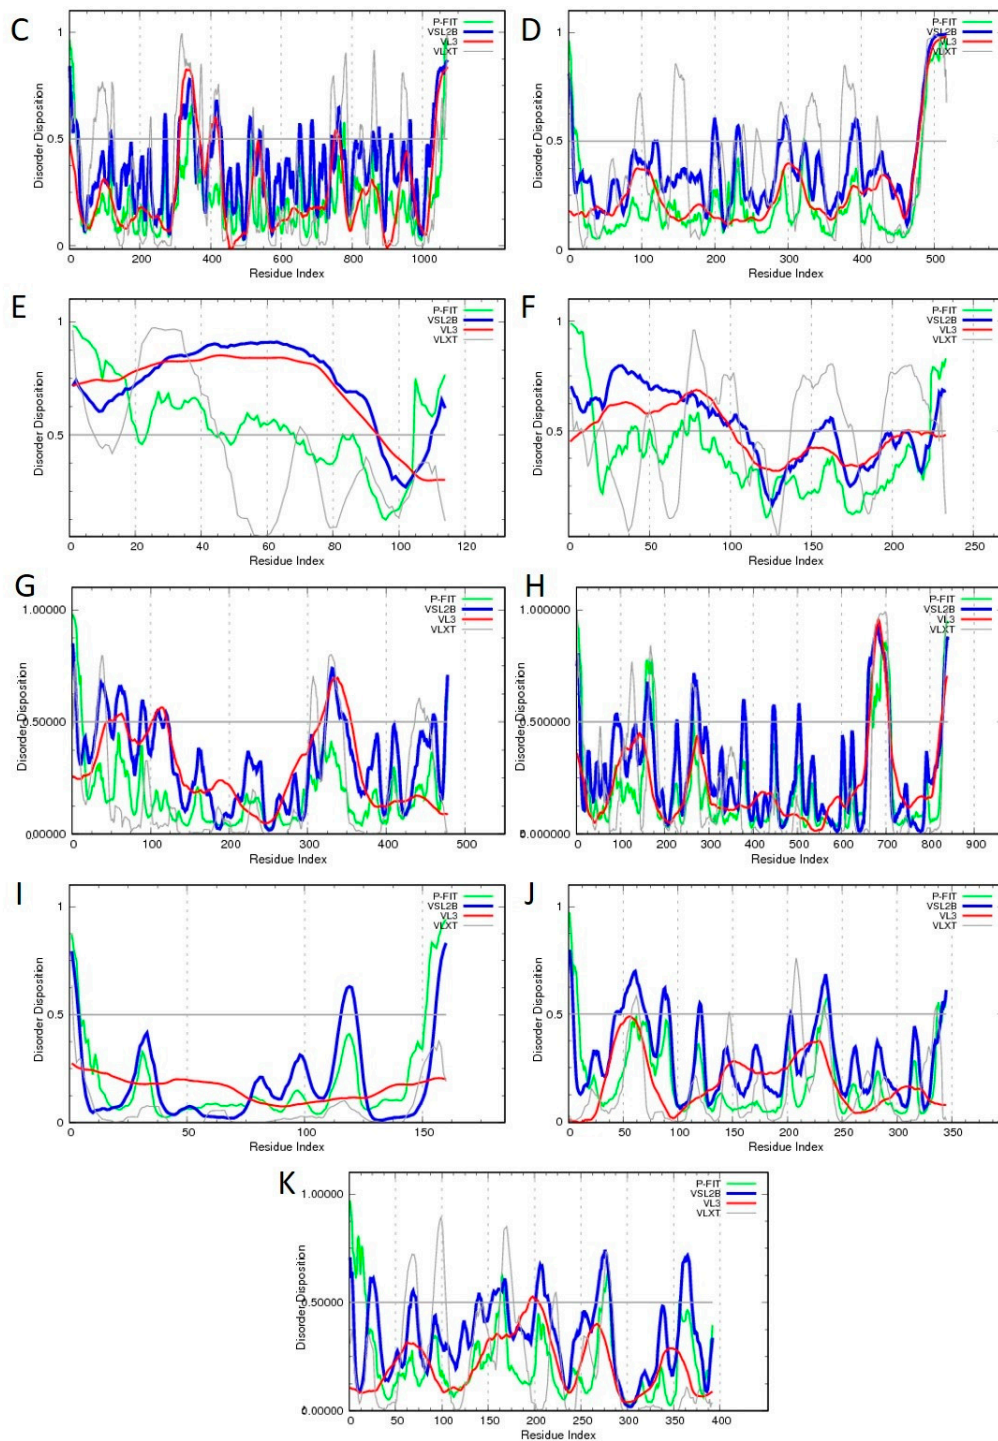 C
P-FIT
VSL2B
VL3
VLXT
1
0.5
0
Disorder Disposition
0 200 400 600 800 1000
Residue Index
D
P-FIT
VSL2B
VL3
VLXT
1
0.5
0
Disorder Disposition
0 100 200 300 400 500
Residue Index
E
P-FIT
VSL2B
VL3
VLXT
1
0.5
Disorder Disposition
0 20 40 60 80 100 120
Residue Index
F
P-FIT
VSL2B
VL3
VLXT
1
0.5
Disorder Disposition
0 50 100 150 200 250
Residue Index
G
P-FIT
VSL2B
VL3
VLXT
1.00000
0.50000
0.00000
Disorder Disposition
0 100 200 300 400 500
Residue Index
H
P-FIT
VSL2B
VL3
VLXT
1.000000
0.500000
0.000000
Disorder Disposition
0 100 200 300 400 500 600 700 800 900
Residue Index
I
P-FIT
VSL2B
VL3
VLXT
1
0.5
0
Disorder Disposition
0 50 100 150
Residue Index
J
P-FIT
VSL2B
VL3
VLXT
1
0.5
0
Disorder Disposition
0 50 100 150 200 250 300 350
Residue Index
K
P-FIT
VSL2B
VL3
VLXT
1.00000
0.50000
0.00000
Disorder Disposition
0 50 100 150 200 250 300 350 400
Residue Index